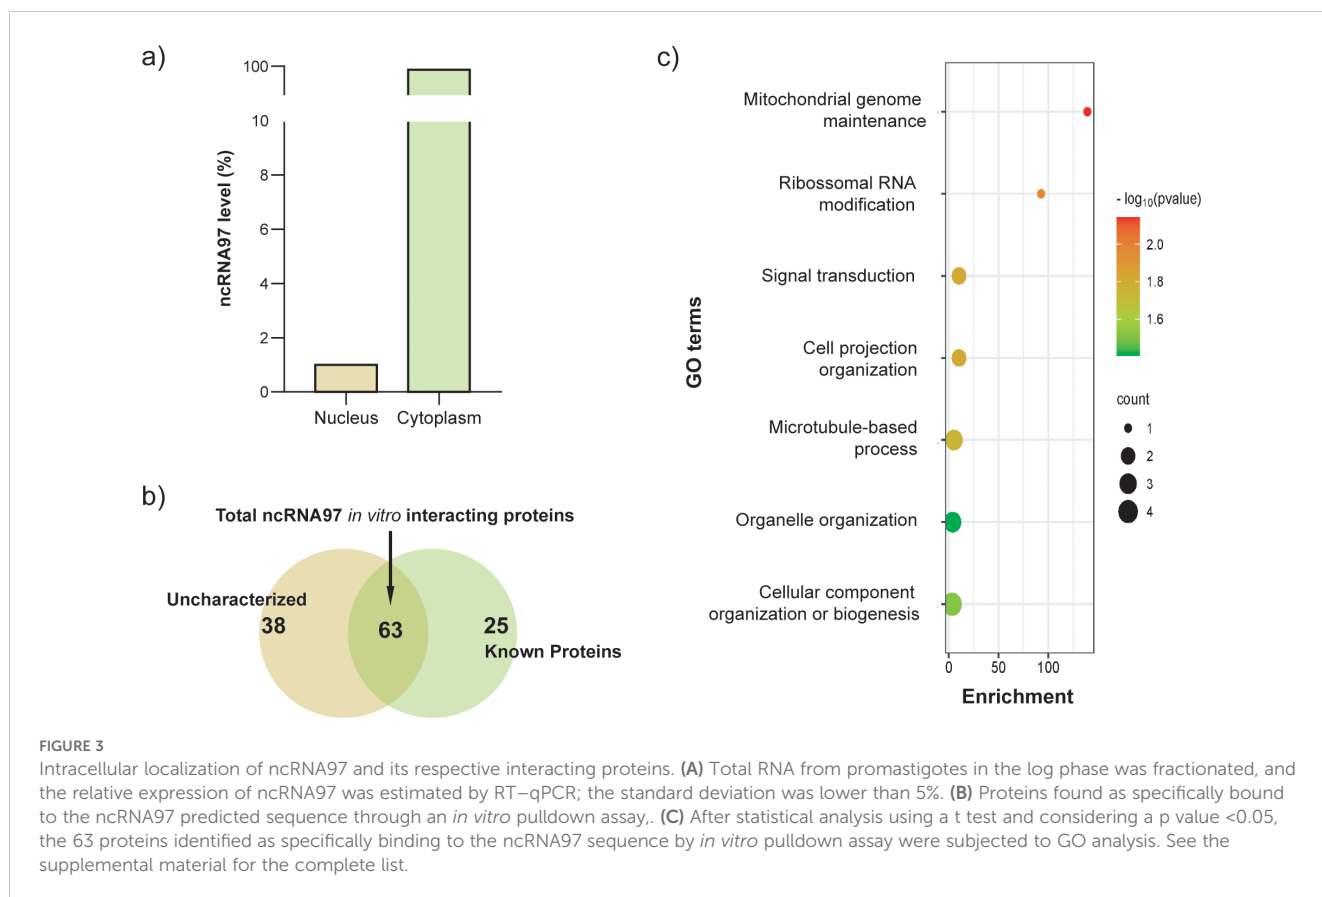 a)
100
10
8
6
4
2
0
ncRNA97 level (%)
Nucleus
Cytoplasm
b)
Total ncRNA97 in vitro interacting proteins
Uncharacterized
38
63
25
Known Proteins
c)
GO terms
Mitochondrial genome
maintenance
Ribossomal RNA
modification
Signal transduction
Cell projection
organization
Microtubule-based
process
Organelle organization
Cellular component
organization or biogenesis
0
50
100
Enrichment
- log10(pvalue)
2.0
1.8
1.6
count
1
2
3
4
FIGURE 3
Intracellular localization of ncRNA97 and its respective interacting proteins. (A) Total RNA from promastigotes in the log phase was fractionated, and
the relative expression of ncRNA97 was estimated by RT–qPCR; the standard deviation was lower than 5%. (B) Proteins found as specifically bound
to the ncRNA97 predicted sequence through an in vitro pulldown assay,. (C) After statistical analysis using a t test and considering a p value <0.05,
the 63 proteins identified as specifically binding to the ncRNA97 sequence by in vitro pulldown assay were subjected to GO analysis. See the
supplemental material for the complete list.